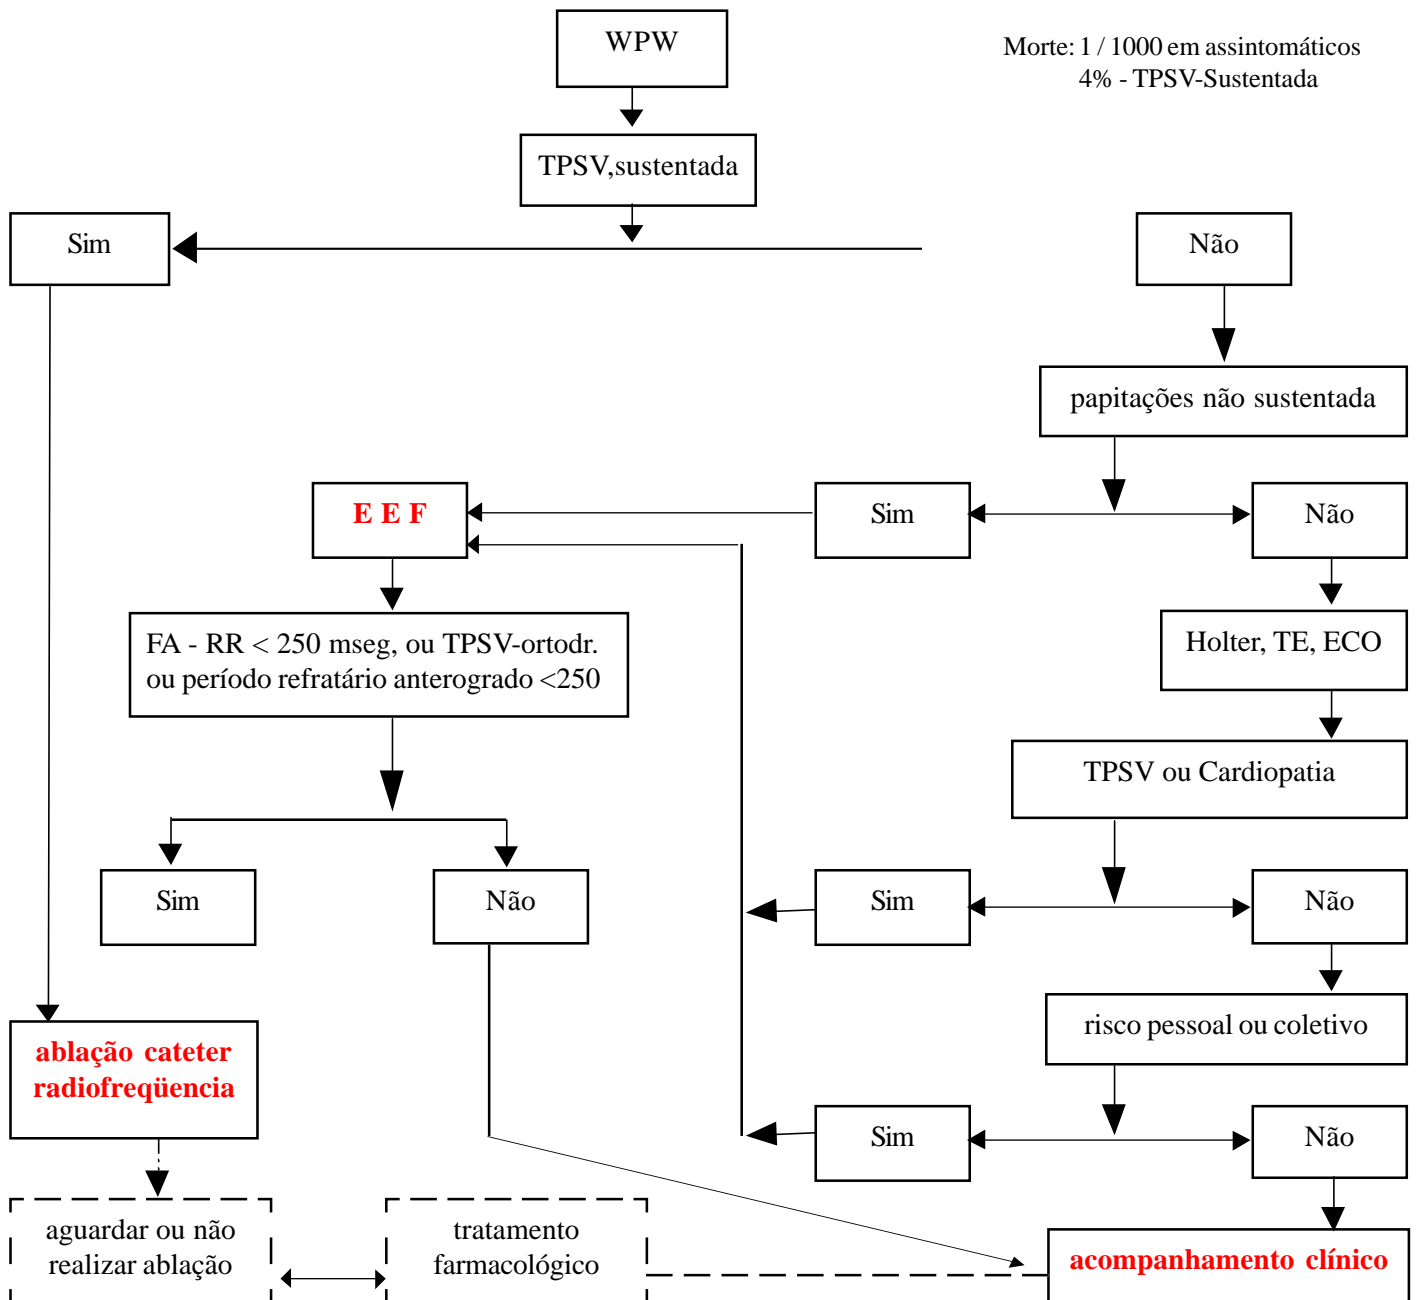 WPW
Morte: 1 / 1000 em assintomáticos
4% - TPSV-Sustentada
TPSV,sustentada
Sim
Não
papitações não sustentada
E E F
Sim
Não
FA - RR < 250 mseg, ou TPSV-ortodr.
ou período refratário anterogrado <250
Holter, TE, ECO
TPSV ou Cardiopatia
Sim
Não
Sim
Não
ablação cateter
radiofreqüencia
risco pessoal ou coletivo
Sim
Não
aguardar ou não
realizar ablação
tratamento
farmacológico
acompanhamento clínico